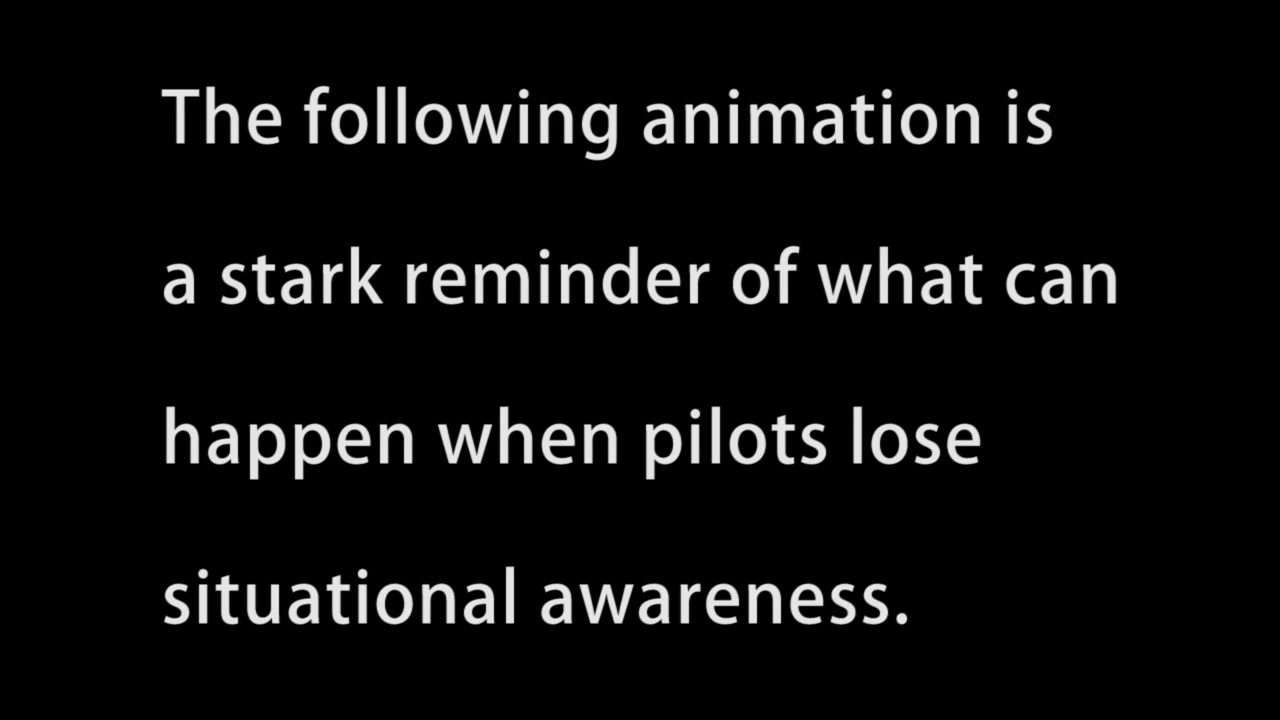 The following animation is
a stark reminder of what can
happen when pilots lose
situational awareness.